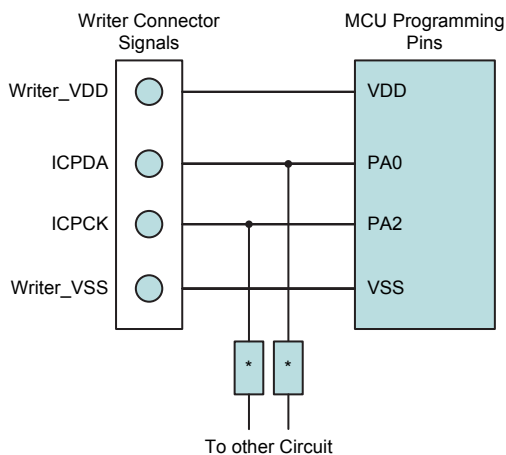 Writer Connector
Signals
MCU Programming
Pins
Writer_VDD
VDD
ICPDA
PA0
ICPCK
PA2
Writer_VSS
VSS
*
*
To other Circuit